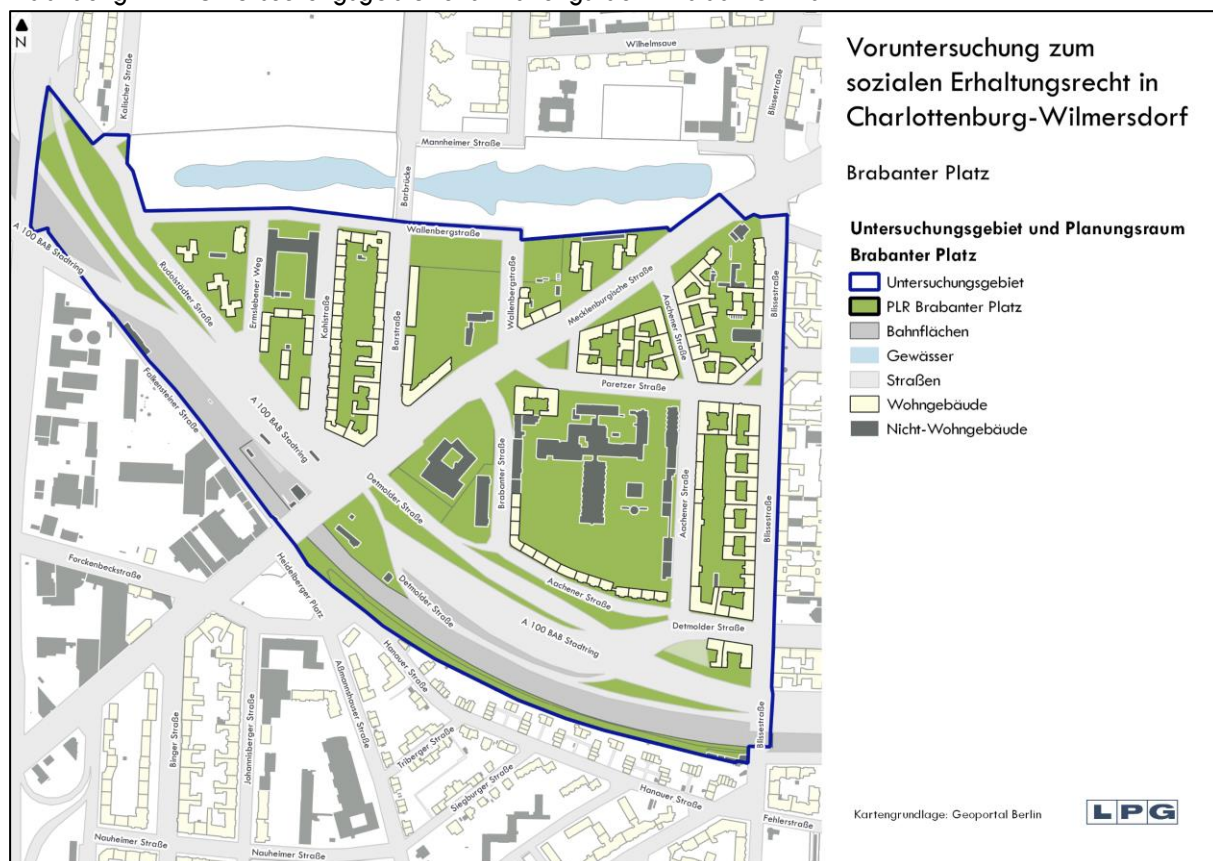 N
Voruntersuchung zum
sozialen Erhaltungsrecht in
Charlottenburg-Wilmersdorf
Brabanter Platz
Untersuchungsgebiet und Planungsraum
Brabanter Platz
Untersuchungsgebiet
PLR Brabanter Platz
Bahnflächen
Gewässer
Straßen
Wohngebäude
Nicht-Wohngebäude
Kartengrundlage: Geoportal Berlin
LPG
Wilhelmsaue
Kalischer Straße
Blissestraße
Mannheimer Straße
Barbrücke
Wallenbergstraße
A 100 BAB Stadtring
Rudolstädter Straße
Ermslebener Weg
Kahlstraße
Barstraße
Wallenbergstraße
Mecklenburgische Straße
Aachener Straße
Blissestraße
Paretzer Straße
Falkensteiner Straße
A 100 BAB Stadtring
Brabanter Straße
Aachener Straße
Blissestraße
Detmolder Straße
Forckenbeckstraße
Heidelberger Platz
Detmolder Straße
Aachener Straße
A 100 BAB Stadtring
Detmolder Straße
Hanauer Straße
Aßmannshauser Straße
Binger Straße
Johannisberger Straße
Triberger Straße
Siegburger Straße
Blissestraße
Hanauer Straße
Fehlerstraße
Nauheimer Straße
Nauheimer Straße